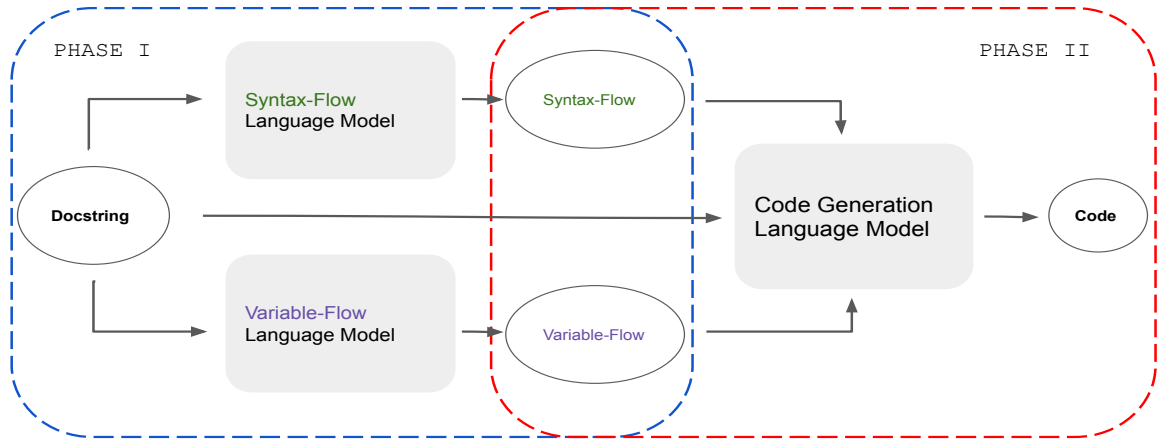 PHASE I
PHASE II
Syntax-Flow
Language Model
Syntax-Flow
Docstring
Code Generation
Language Model
Code
Variable-Flow
Language Model
Variable-Flow